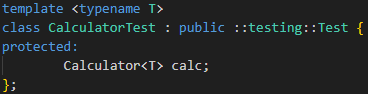 template <typename T>
class CalculatorTest : public ::testing::Test {
protected:
        Calculator<T> calc;
};